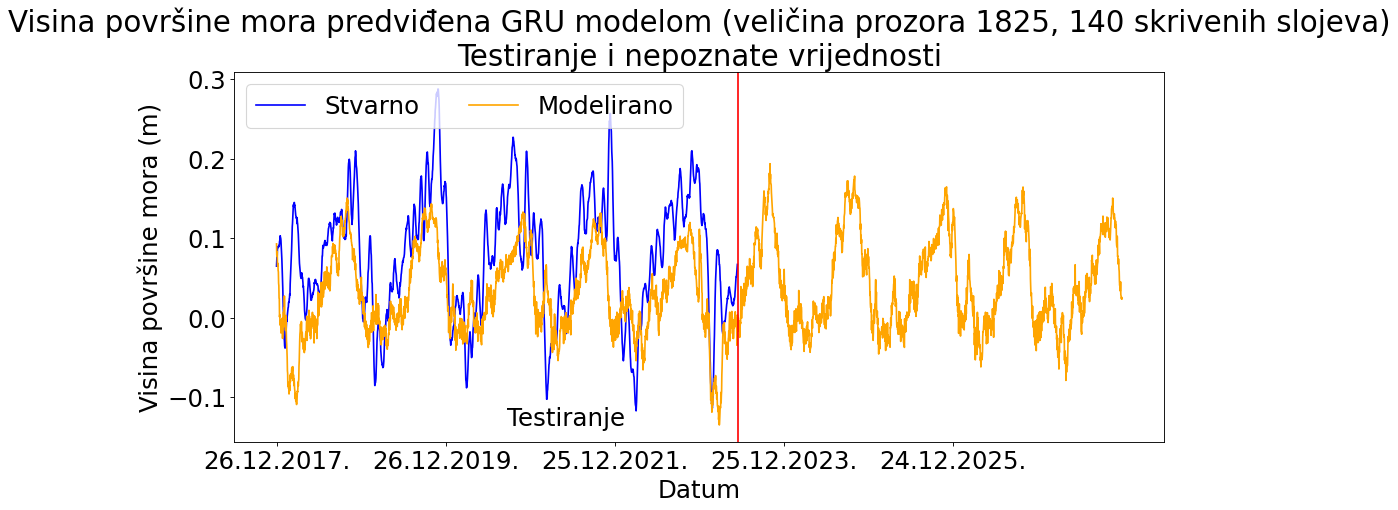 Visina površine mora predviđena GRU modelom (veličina prozora 1825, 140 skrivenih slojeva)
Testiranje i nepoznate vrijednosti
Stvarno Modelirano
Visina površine mora (m)
0.3
0.2
0.1
0.0
−0.1
Testiranje
26.12.2017. 26.12.2019. 25.12.2021. 25.12.2023. 24.12.2025.
Datum